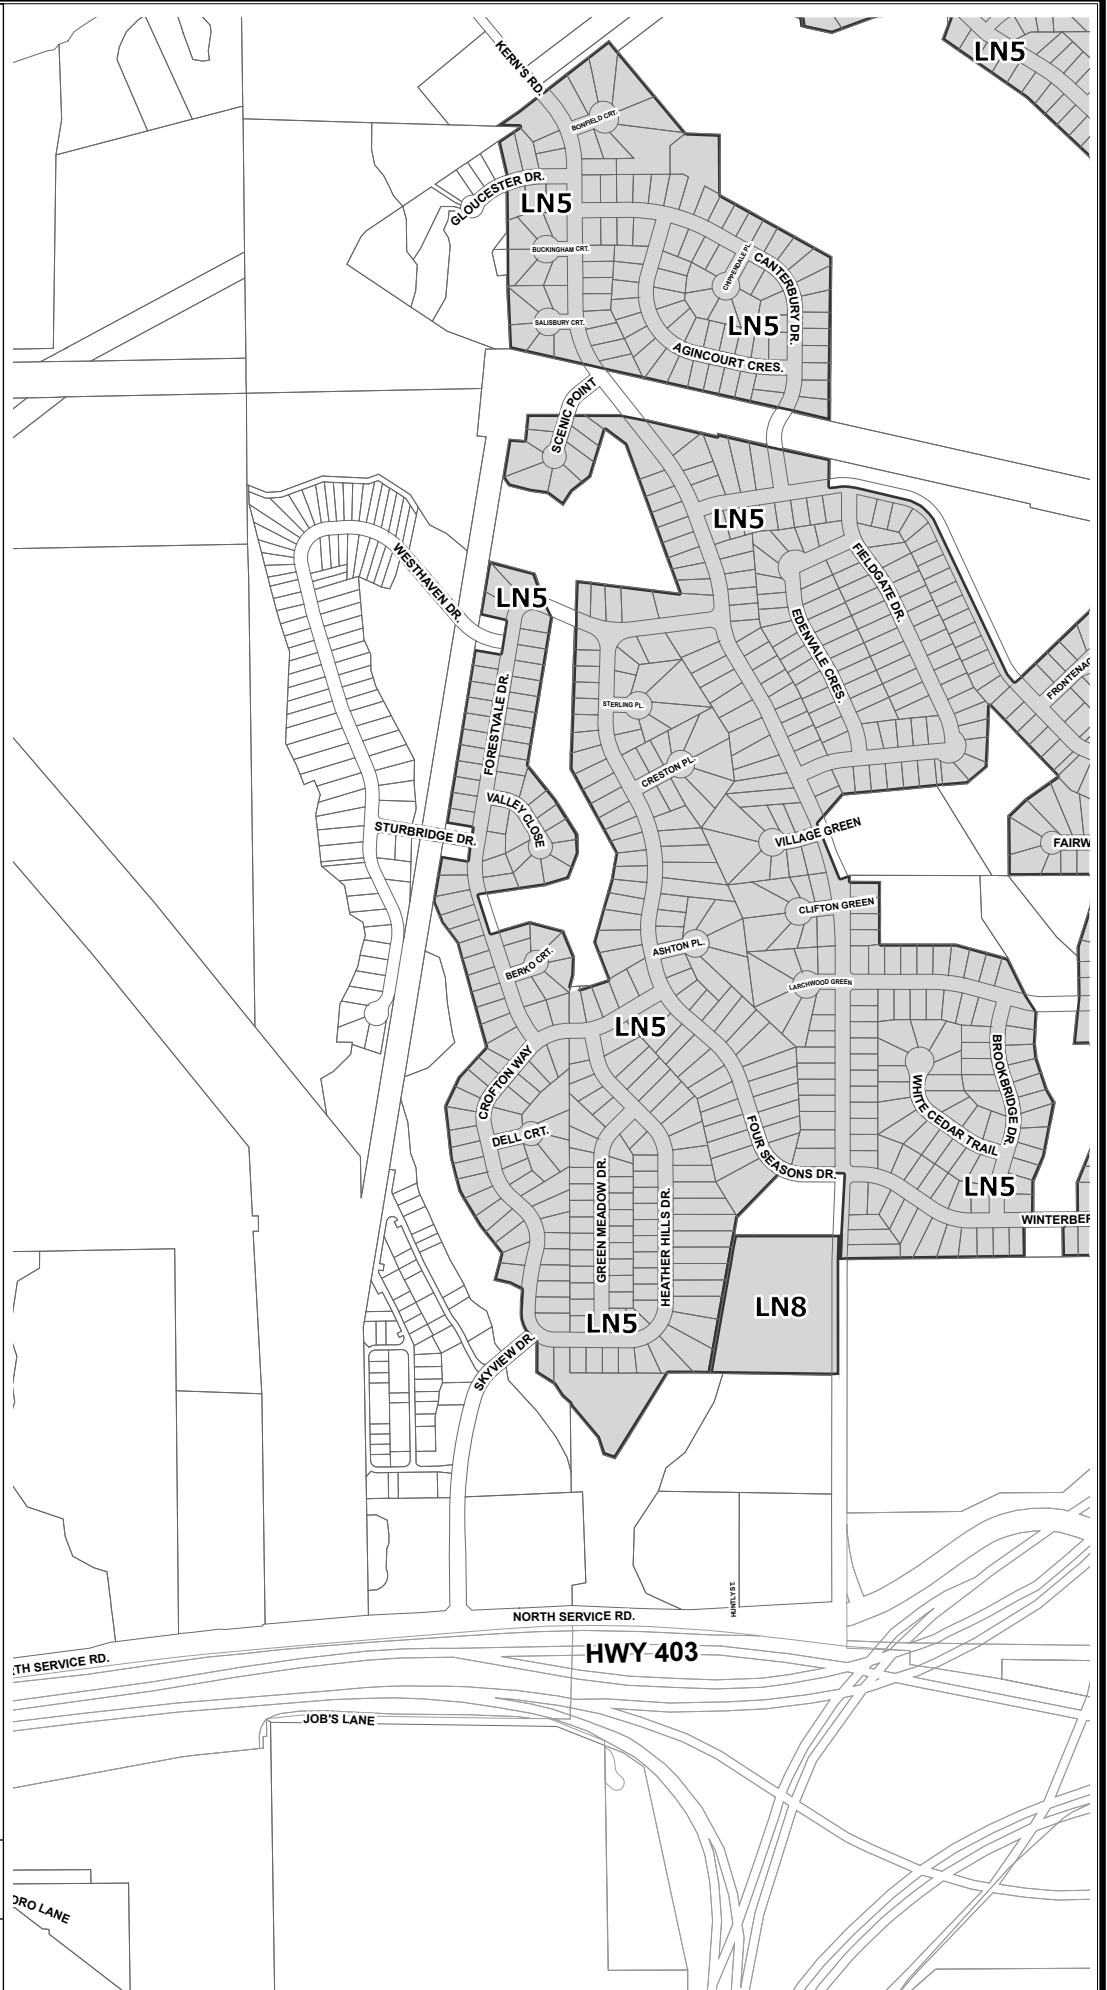 LN5
KERN'S RD.
BONFIELD CRT.
GLOUCESTER DR.
LN5
BUCKINGHAM CRT.
CHIPPENDALE PL.
CANTERBURY DR.
SALISBURY CRT.
LN5
AGINCOURT CRES.
SCENIC POINT
LN5
WESTHAVEN DR.
FIELDGATE DR.
LN5
EDENVALE CRES.
FORESTVALE DR.
STERLING PL.
FRONTENAC
CRESTON PL.
VALLEY CLOSE
STURBRIDGE DR.
VILLAGE GREEN
FAIRW
CLIFTON GREEN
ASHTON PL.
BERKO CRT.
LARCHWOOD GREEN
LN5
CROFTON WAY
BROOKBRIDGE DR.
WHITE CEDAR TRAIL
DELL CRT.
FOUR SEASONS DR.
GREEN MEADOW DR.
HEATHER HILLS DR.
LN5
WINTERBER
LN8
LN5
SKYVIEW DR.
HUNTLY ST.
NORTH SERVICE RD.
HWY 403
TH SERVICE RD.
JOB'S LANE
ORO LANE